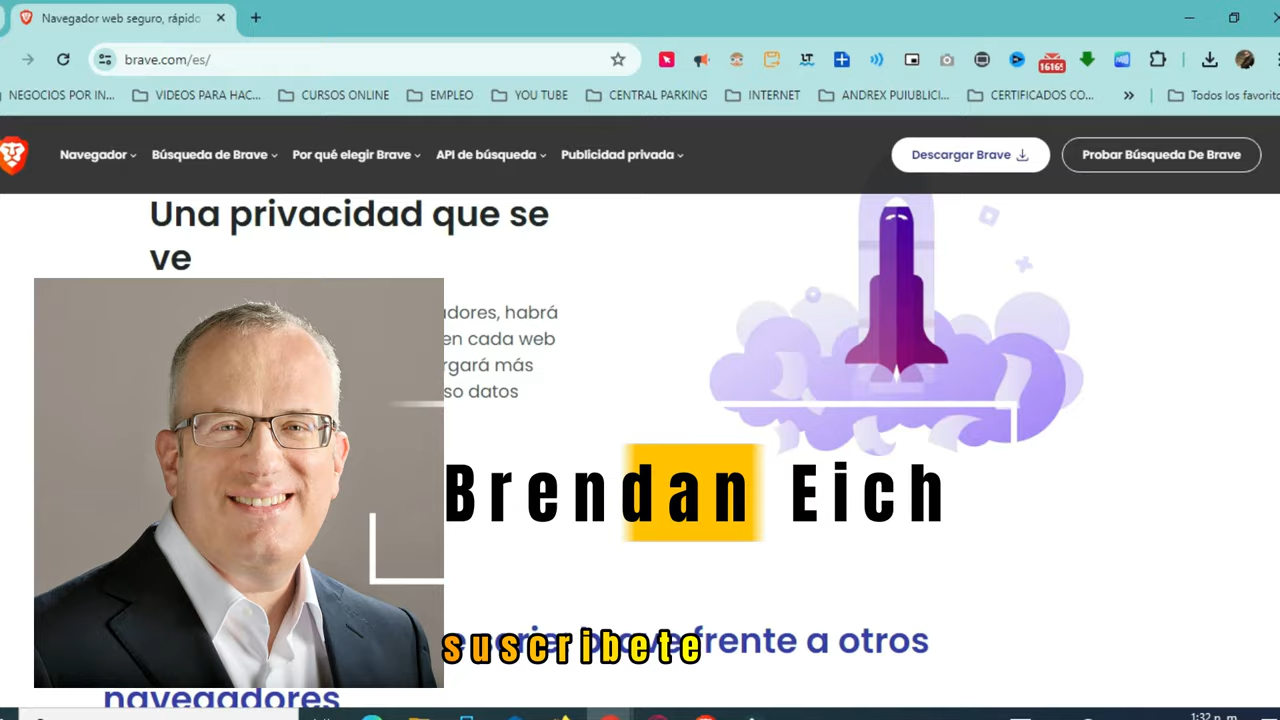 Navegador web seguro, rápido
brave.com/es/
16165
NEGOCIOS POR IN... VIDEOS PARA HAC... CURSOS ONLINE EMPLEO YOU TUBE CENTRAL PARKING INTERNET ANDREX PUIUBLICI... CERTIFICADOS CO... » Todos los favorito
Navegador Búsqueda de Brave Por qué elegir Brave API de búsqueda Publicidad privada Descargar Brave Probar Búsqueda De Brave
Una privacidad que se
ve
adores, habrá
en cada web
rgará más
so datos
Brendan Eich
suscribete
frente a otros
navegadores
1:32 p. m.